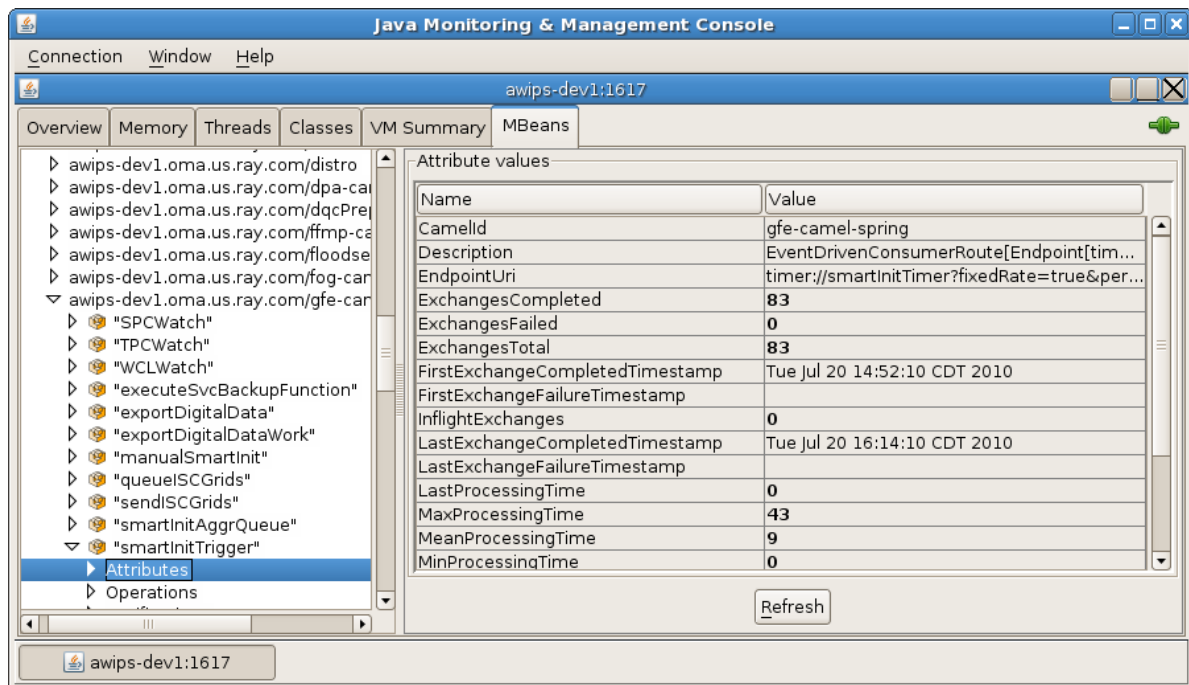 Java Monitoring & Management Console
Connection Window Help
awips-dev1:1617
Overview Memory Threads Classes VM Summary MBeans
awips-dev1.oma.us.ray.com/distro
awips-dev1.oma.us.ray.com/dpa-ca
awips-dev1.oma.us.ray.com/dqcPre
awips-dev1.oma.us.ray.com/ffmp-ca
awips-dev1.oma.us.ray.com/floodse
awips-dev1.oma.us.ray.com/fog-car
awips-dev1.oma.us.ray.com/gfe-car
"SPCWatch"
"TPCWatch"
"WCLWatch"
"executeSvcBackupFunction"
"exportDigitalData"
"exportDigitalDataWork"
"manualSmartInit"
"queueISCGrids"
"sendISCGrids"
"smartInitAggrQueue"
"smartInitTrigger"
Attributes
Operations
Attribute values
Name Value
CamelId gfe-camel-spring
Description EventDrivenConsumerRoute[Endpoint[tim...
EndpointUri timer://smartInitTimer?fixedRate=true&per...
ExchangesCompleted 83
ExchangesFailed 0
ExchangesTotal 83
FirstExchangeCompletedTimestamp Tue Jul 20 14:52:10 CDT 2010
FirstExchangeFailureTimestamp
InflightExchanges 0
LastExchangeCompletedTimestamp Tue Jul 20 16:14:10 CDT 2010
LastExchangeFailureTimestamp
LastProcessingTime 0
MaxProcessingTime 43
MeanProcessingTime 9
MinProcessingTime 0
Refresh
awips-dev1:1617